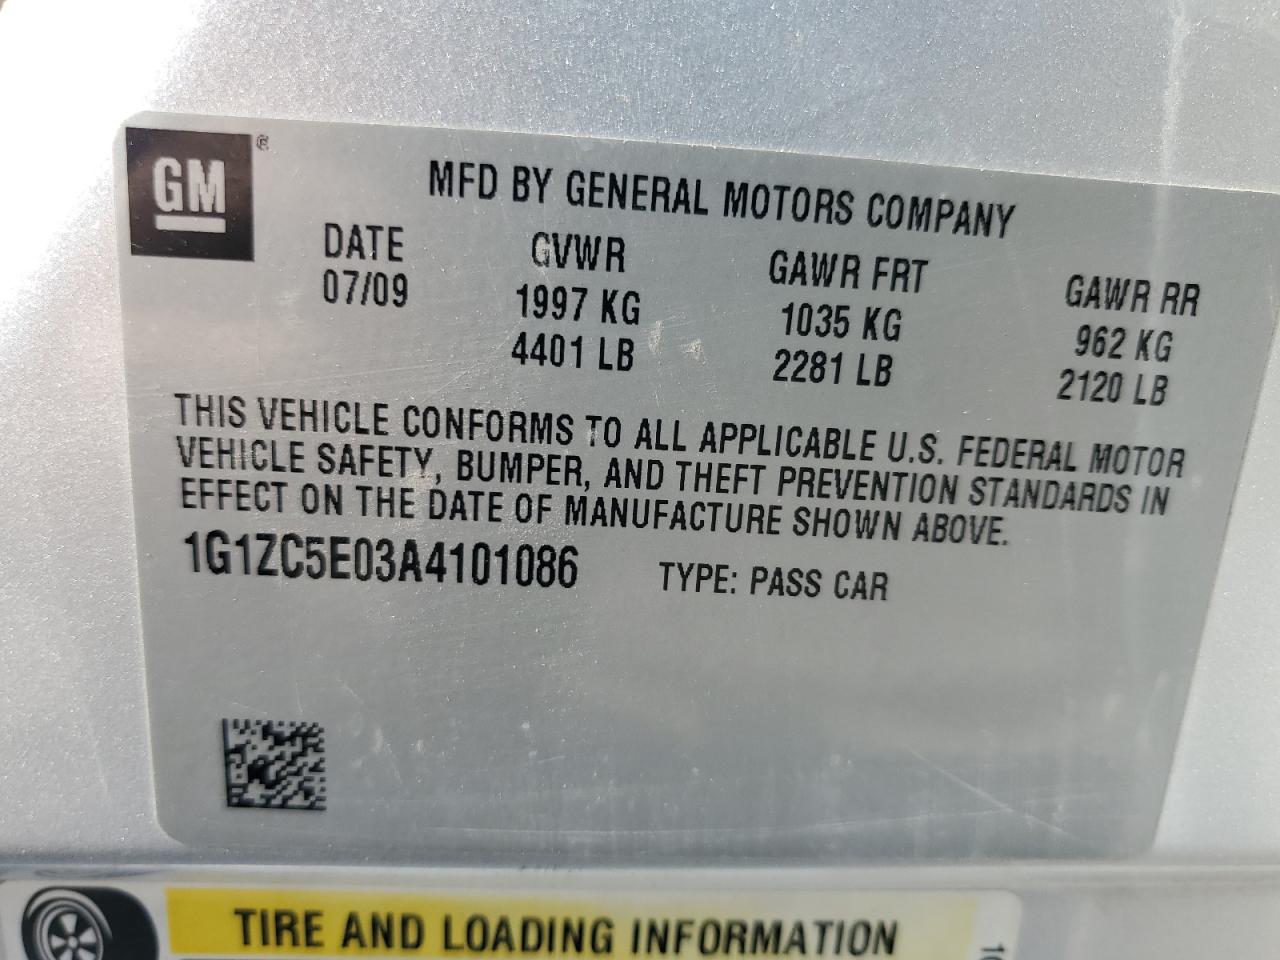 GM ®
MFD BY GENERAL MOTORS COMPANY
DATE GVWR GAWR FRT GAWR RR
07/09 1997 KG 1035 KG 962 KG
4401 LB 2281 LB 2120 LB
THIS VEHICLE CONFORMS TO ALL APPLICABLE U.S. FEDERAL MOTOR
VEHICLE SAFETY, BUMPER, AND THEFT PREVENTION STANDARDS IN
EFFECT ON THE DATE OF MANUFACTURE SHOWN ABOVE.
1G1ZC5E03A4101086 TYPE: PASS CAR
TIRE AND LOADING INFORMATION